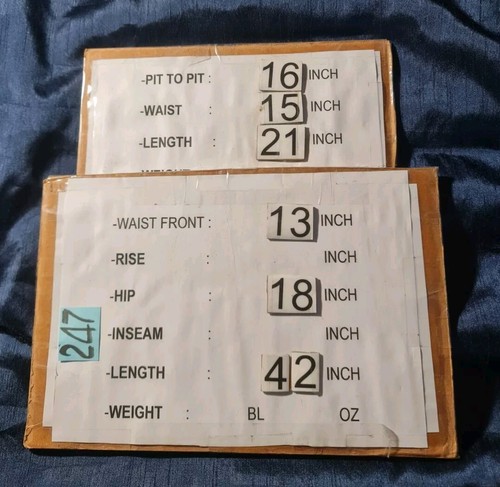 -PIT TO PIT : 16 INCH
-WAIST : 15 INCH
-LENGTH : 21 INCH
-WAIST FRONT : 13 INCH
-RISE : INCH
-HIP : 18 INCH
-INSEAM : INCH
-LENGTH : 42 INCH
-WEIGHT : BL OZ
247